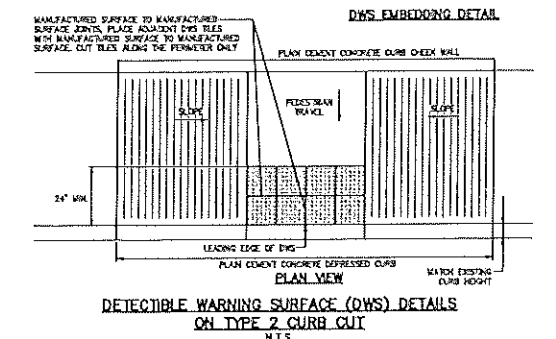 DWS EMBEDDING DETAIL
MANUFACTURED SURFACE TO MANUFACTURED
SURFACE JOINTS, PLACE ADJACENT DWS TILES
WITH MANUFACTURED SURFACE TO MANUFACTURED
SURFACE, CUT TILES ALONG THE PERIMETER ONLY
PLAIN CEMENT CONCRETE CURB CHEEK WALL
SLOPE
PEDESTRIAN
TRAVEL
SLOPE
24" MIN.
LEADING EDGE OF DWS
PLAIN CEMENT CONCRETE DEPRESSED CURB
PLAN VIEW
MATCH EXISTING
CURB HEIGHT
DETECTIBLE WARNING SURFACE (DWS) DETAILS
ON TYPE 2 CURB CUT
N.T.S.